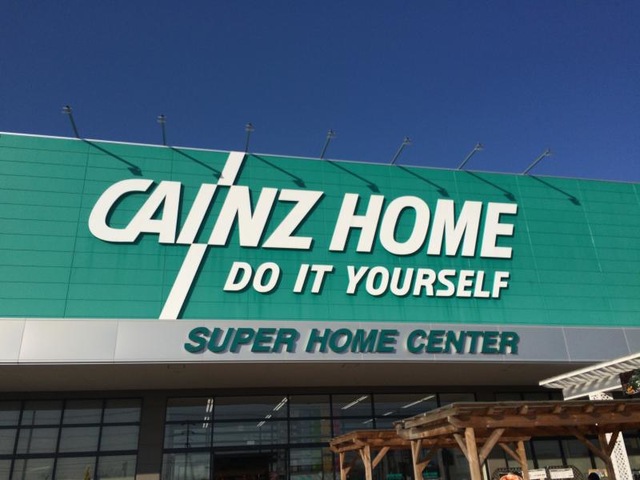 CAINZ HOME
DO IT YOURSELF
SUPER HOME CENTER